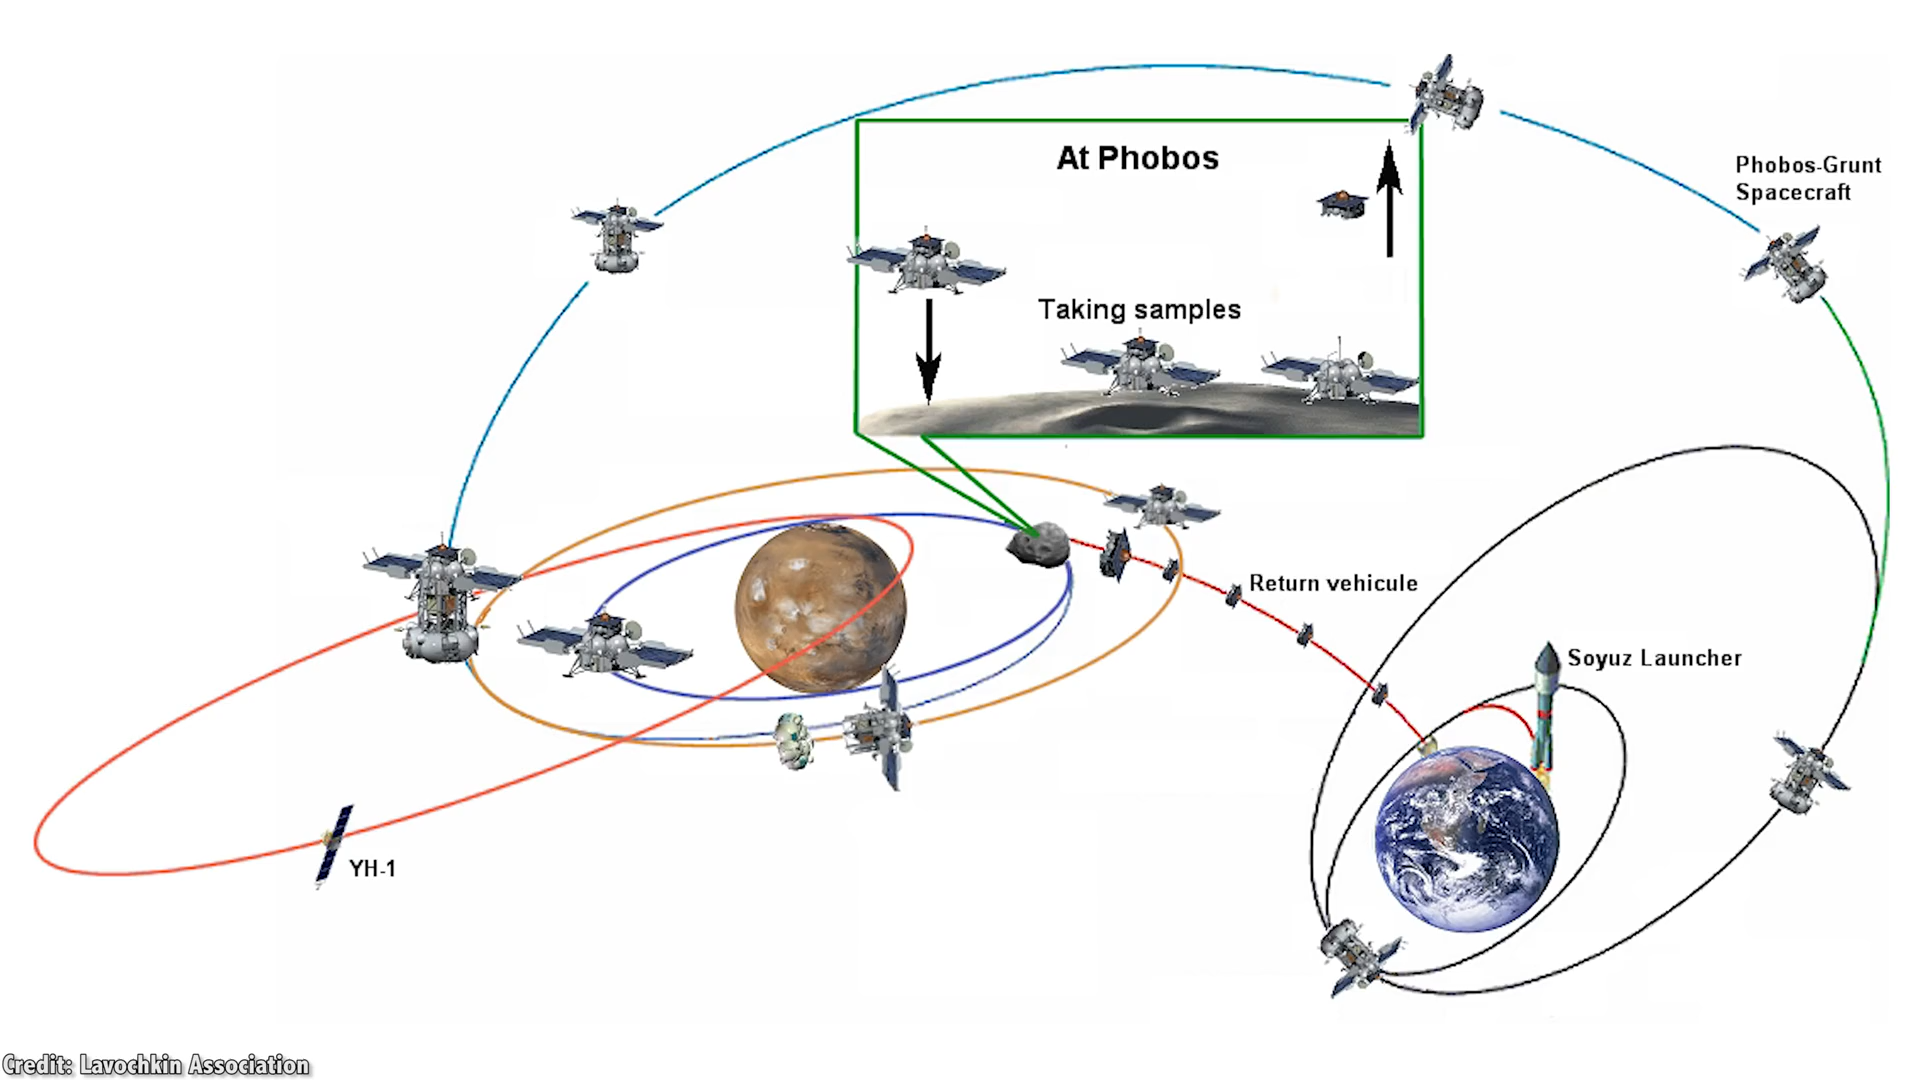 At Phobos
Phobos-Grunt
Spacecraft
Taking samples
Return vehicule
Soyuz Launcher
YH-1
Credit: Lavochkin Association